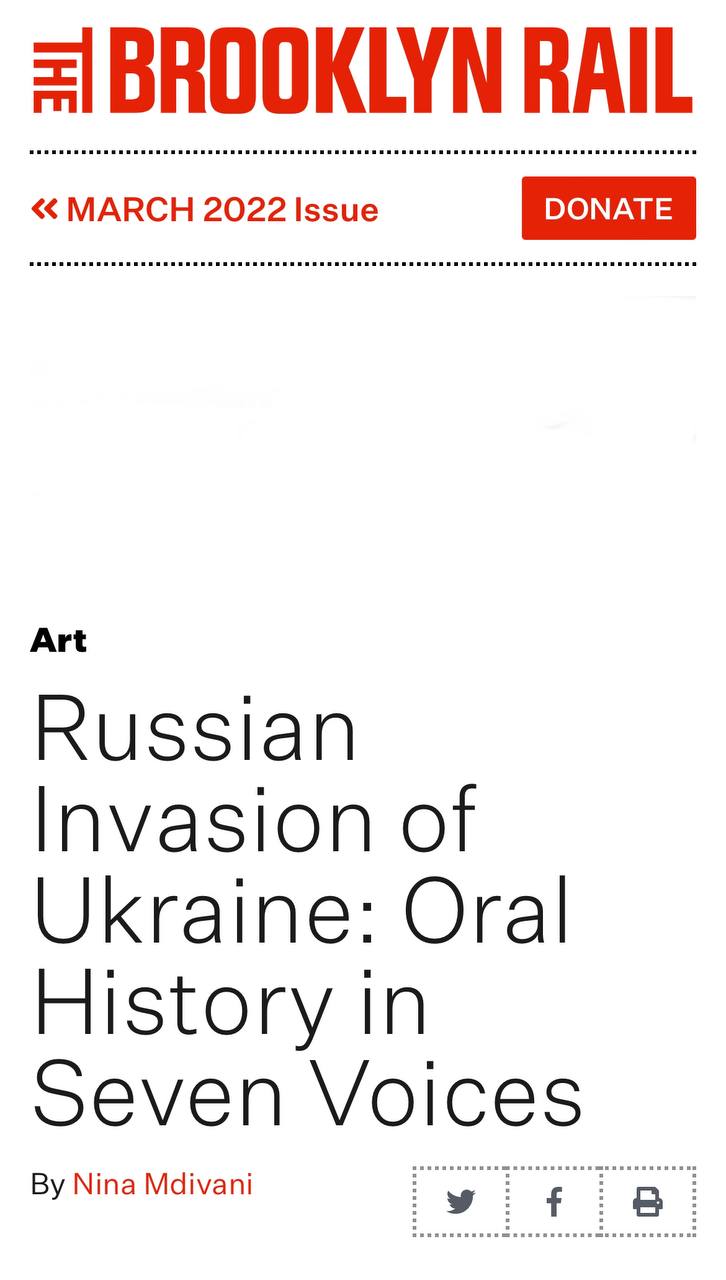 THE BROOKLYN RAIL
« MARCH 2022 Issue
DONATE
Art
Russian
Invasion of
Ukraine: Oral
History in
Seven Voices
By Nina Mdivani